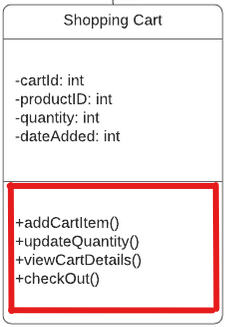 Shopping Cart
-cartId: int
-productID: int
-quantity: int
-dateAdded: int
+addCartItem()
+updateQuantity()
+viewCartDetails()
+checkOut()